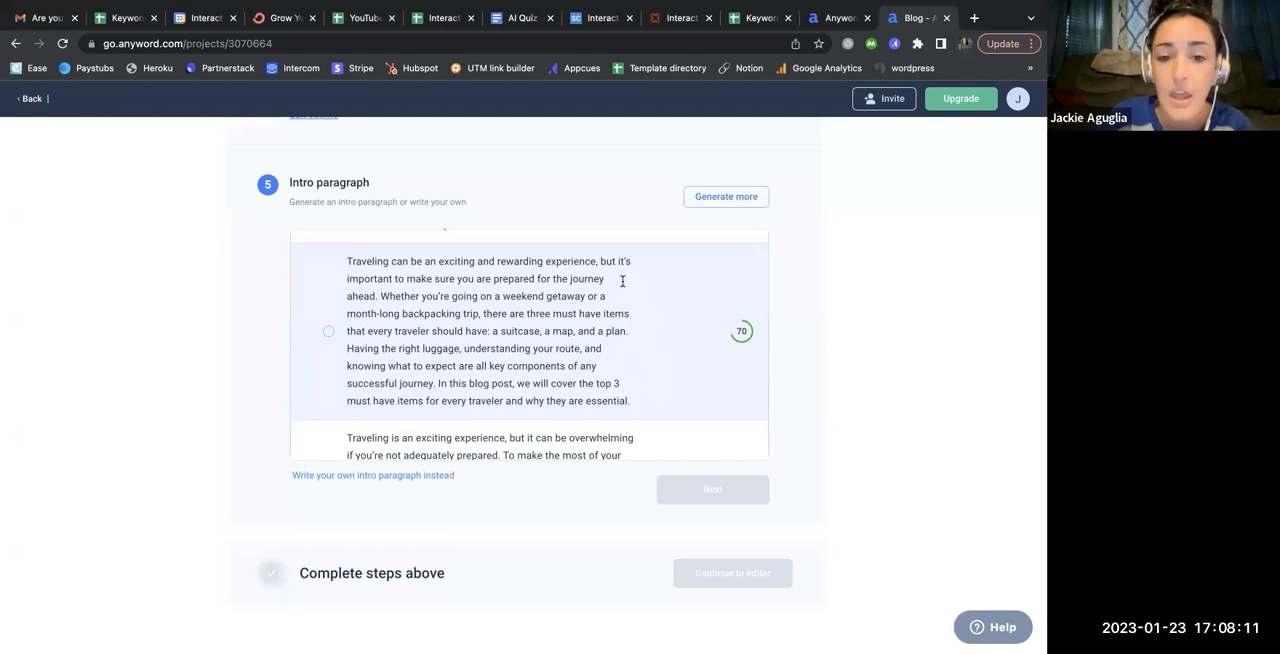 Are you
Keyword
Interact
Grow Y
YouTube
Interact
AI Quiz
Interact
Interact
Keywor
Anywor
Blog - A
go.anyword.com/projects/3070664
Update
Ease
Paystubs
Heroku
Partnerstack
Intercom
Stripe
Hubspot
UTM link builder
Appcues
Template directory
Notion
Google Analytics
wordpress
»
Jackie Aguglia
‹ Back |
Invite
Upgrade
J
5
Intro paragraph
Generate an intro paragraph or write your own
Generate more
Traveling can be an exciting and rewarding experience, but it's
important to make sure you are prepared for the journey
ahead. Whether you're going on a weekend getaway or a
month-long backpacking trip, there are three must have items
that every traveler should have: a suitcase, a map, and a plan.
Having the right luggage, understanding your route, and
knowing what to expect are all key components of any
successful journey. In this blog post, we will cover the top 3
must have items for every traveler and why they are essential.
70
Traveling is an exciting experience, but it can be overwhelming
if you're not adequately prepared. To make the most of your
Write your own intro paragraph instead
Next
Complete steps above
Continue to editor
Help
2023-01-23 17:08:11